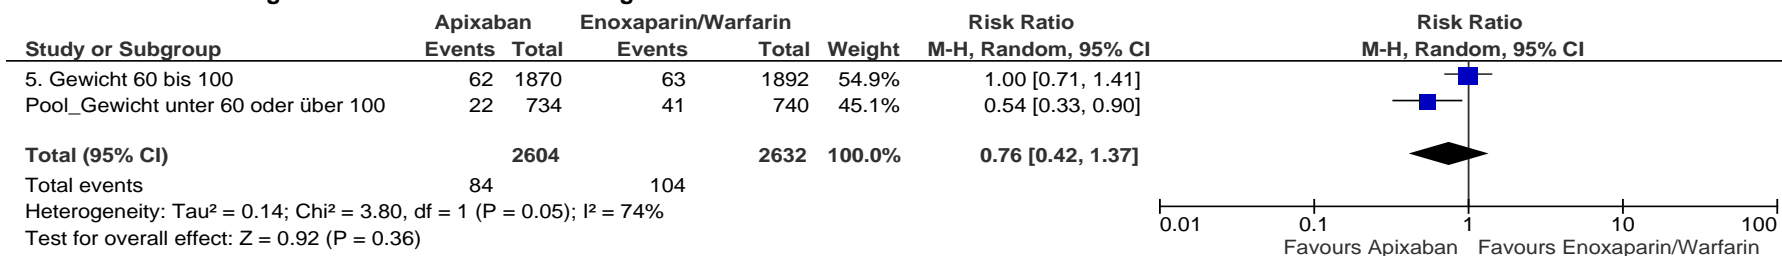 Apixaban Enoxaparin/Warfarin Risk Ratio Risk Ratio
Study or Subgroup Events Total Events Total Weight M-H, Random, 95% CI M-H, Random, 95% CI
5. Gewicht 60 bis 100 62 1870 63 1892 54.9% 1.00 [0.71, 1.41]
Pool_Gewicht unter 60 oder über 100 22 734 41 740 45.1% 0.54 [0.33, 0.90]
Total (95% CI) 2604 2632 100.0% 0.76 [0.42, 1.37]
Total events 84 104
Heterogeneity: Tau² = 0.14; Chi² = 3.80, df = 1 (P = 0.05); I² = 74%
Test for overall effect: Z = 0.92 (P = 0.36)
0.01 0.1 1 10 100
Favours Apixaban Favours Enoxaparin/Warfarin